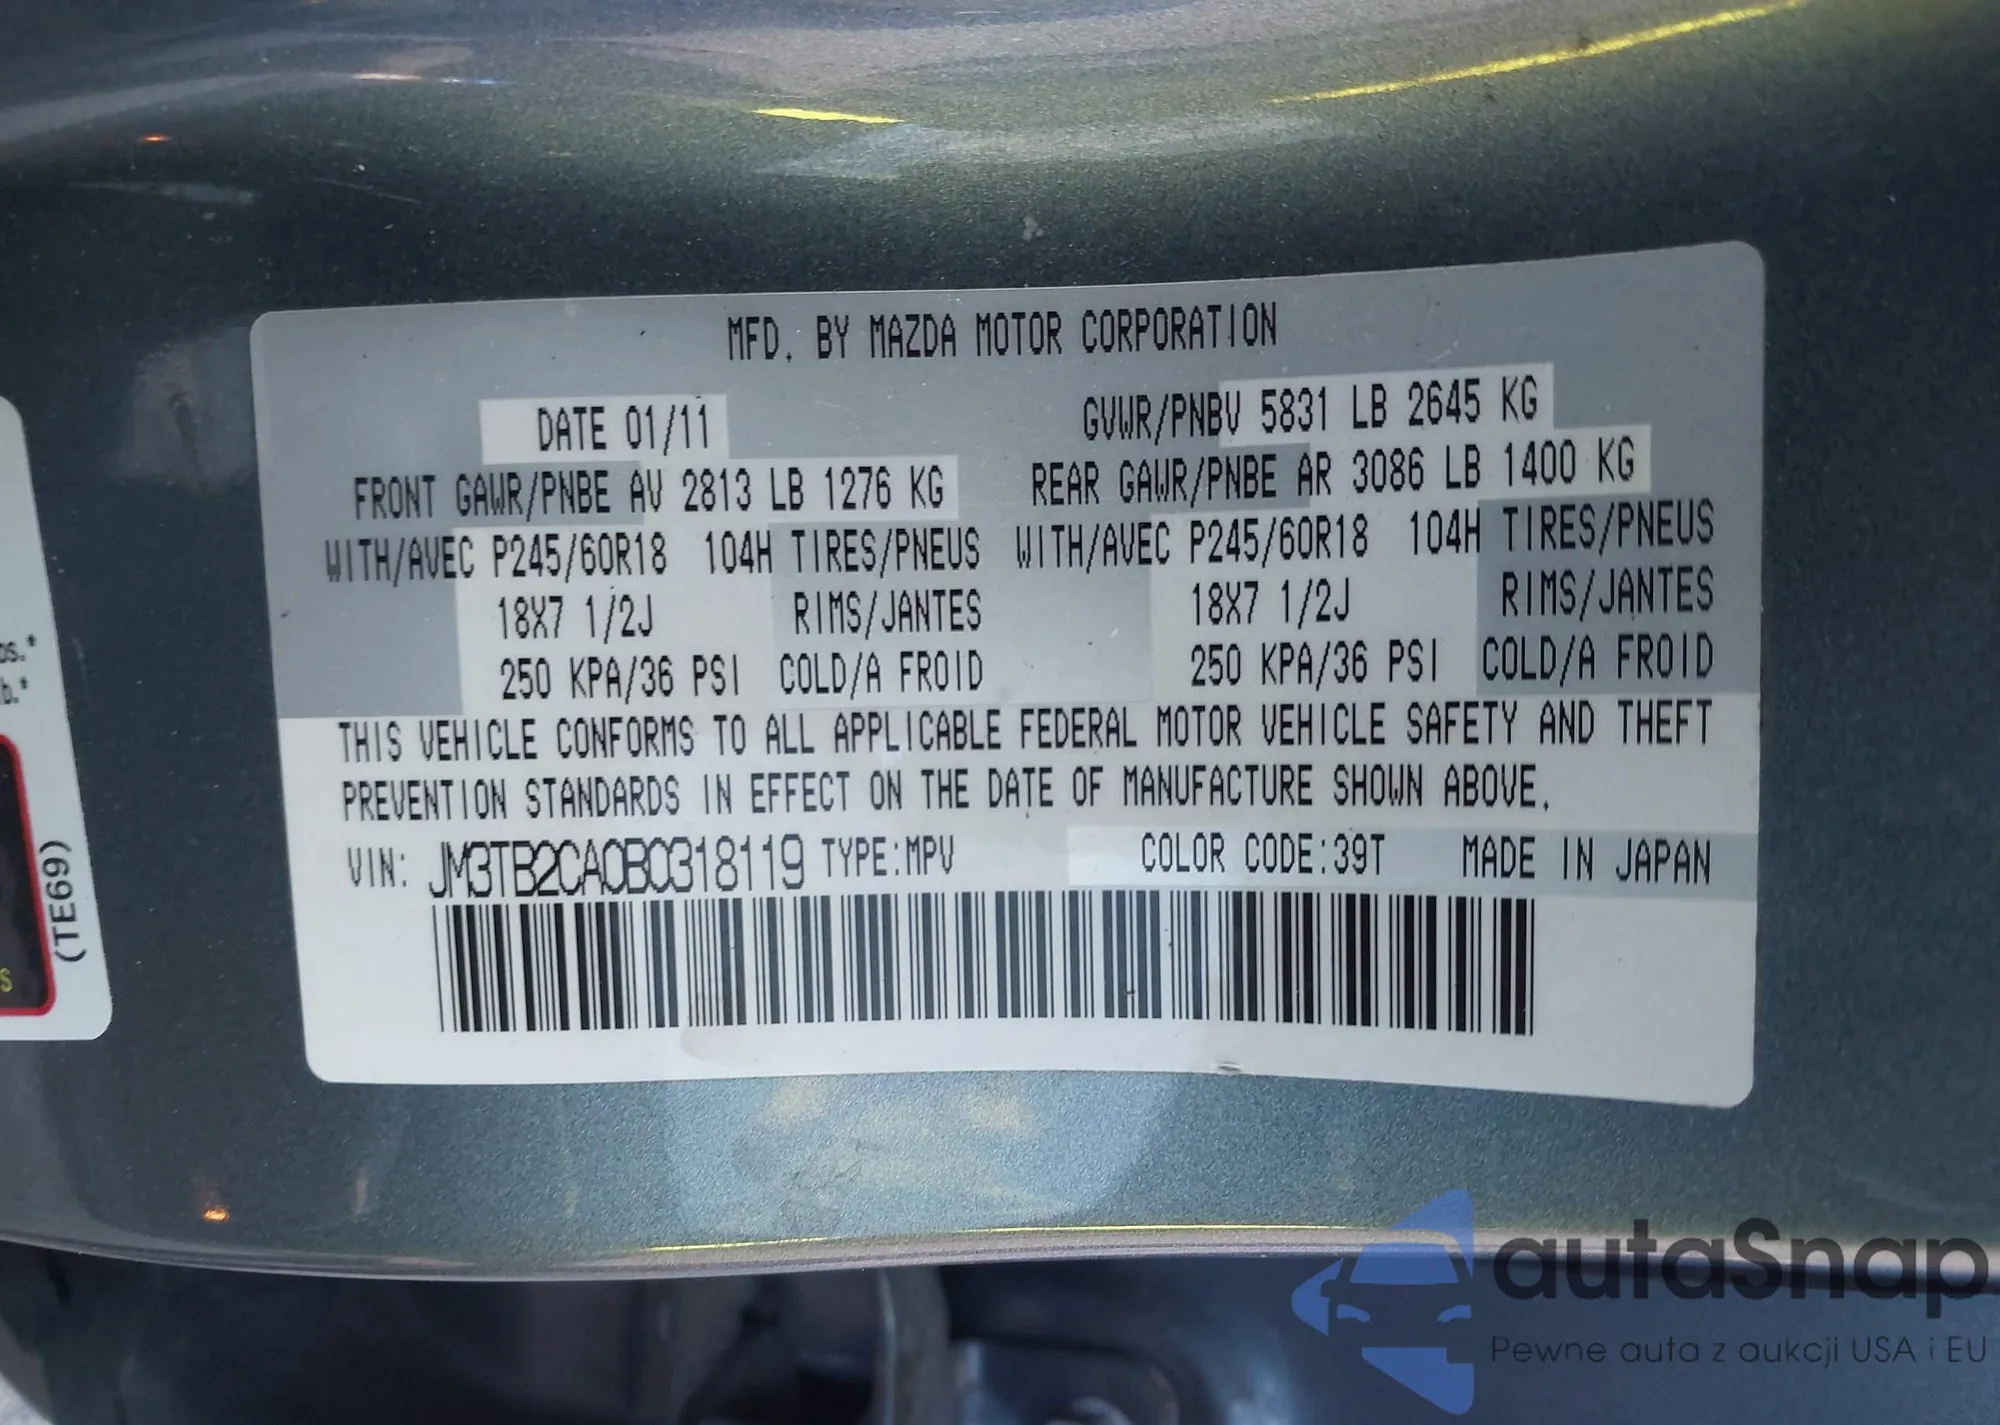 MFD. BY MAZDA MOTOR CORPORATION
DATE 01/11
GVWR/PNBV 5831 LB 2645 KG
FRONT GAWR/PNBE AV 2813 LB 1276 KG
REAR GAWR/PNBE AR 3086 LB 1400 KG
WITH/AVEC P245/60R18 104H TIRES/PNEUS
WITH/AVEC P245/60R18 104H TIRES/PNEUS
18X7 1/2J RIMS/JANTES
18X7 1/2J RIMS/JANTES
250 KPA/36 PSI COLD/A FROID
250 KPA/36 PSI COLD/A FROID
THIS VEHICLE CONFORMS TO ALL APPLICABLE FEDERAL MOTOR VEHICLE SAFETY AND THEFT
PREVENTION STANDARDS IN EFFECT ON THE DATE OF MANUFACTURE SHOWN ABOVE.
VIN: JM3TB2CA0B0318119 TYPE:MPV COLOR CODE:39T MADE IN JAPAN
(TE69)
autaSnap
Pewne auta z aukcji USA i EU